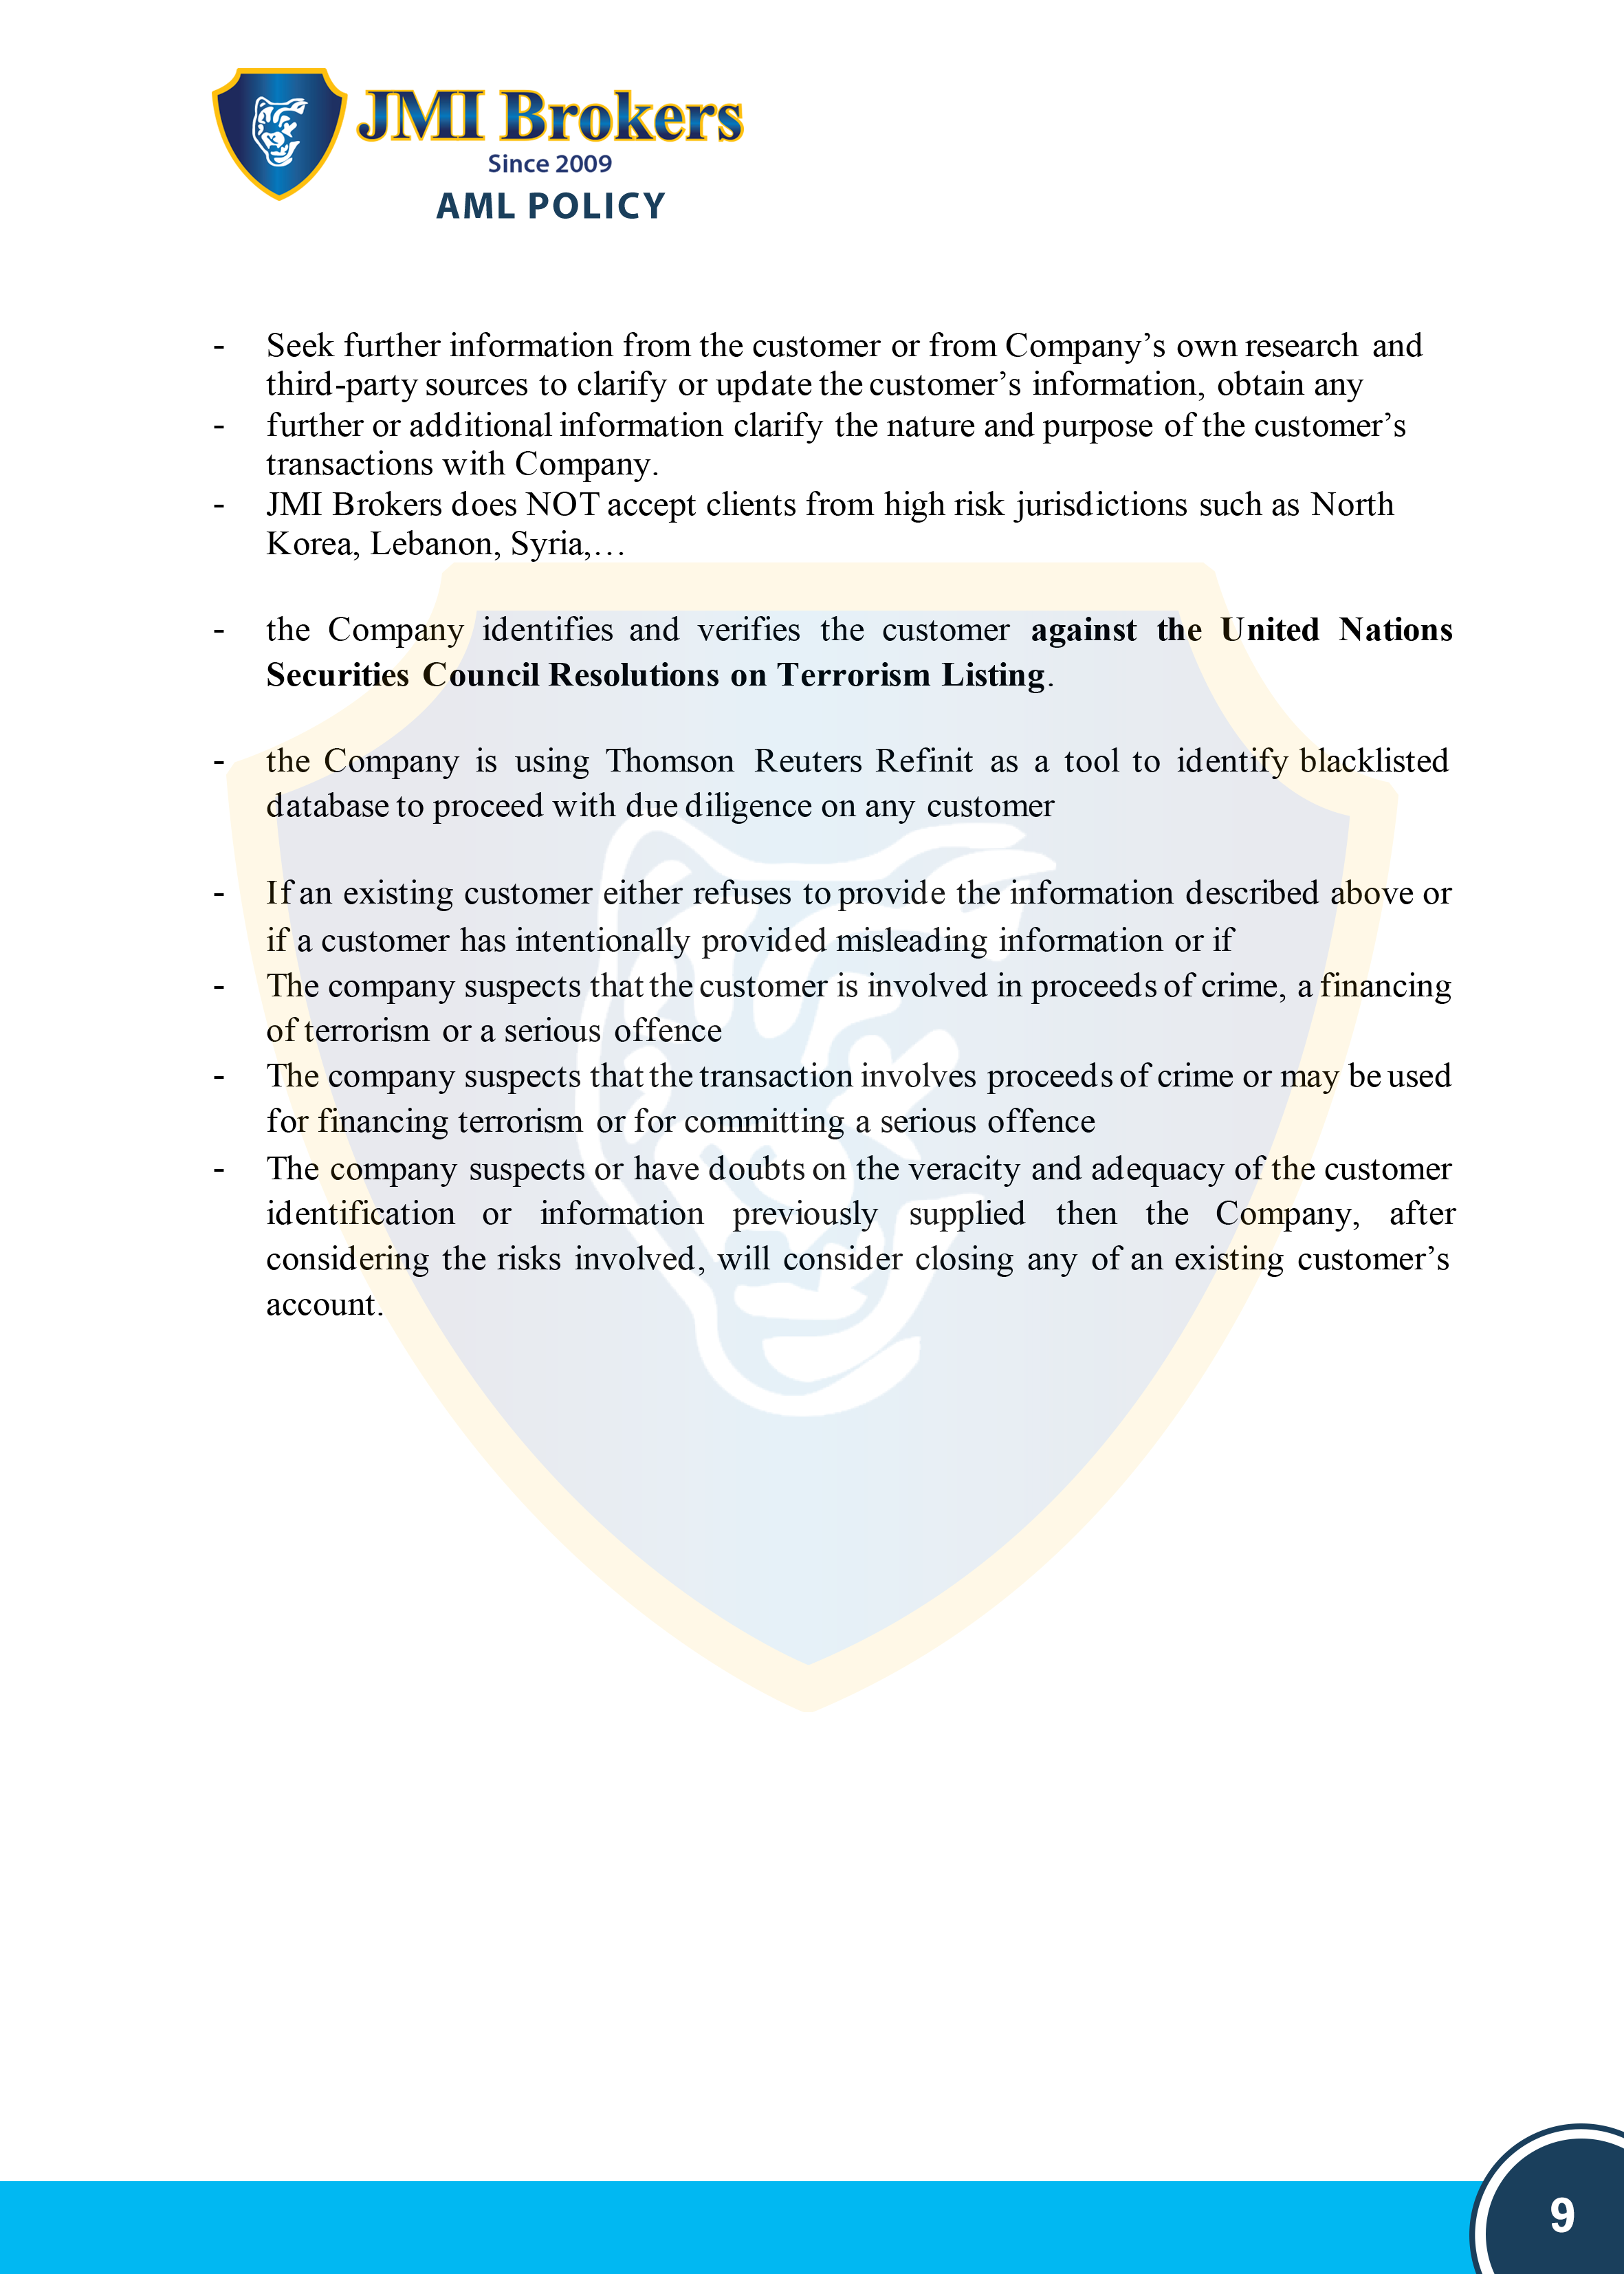 JMI Brokers
Since 2009
AML POLICY
- Seek further information from the customer or from Company’s own research and
third-party sources to clarify or update the customer’s information, obtain any
- further or additional information clarify the nature and purpose of the customer’s
transactions with Company.
- JMI Brokers does NOT accept clients from high risk jurisdictions such as North
Korea, Lebanon, Syria,…
- the Company identifies and verifies the customer against the United Nations
Securities Council Resolutions on Terrorism Listing.
- the Company is using Thomson Reuters Refinit as a tool to identify blacklisted
database to proceed with due diligence on any customer
- If an existing customer either refuses to provide the information described above or
if a customer has intentionally provided misleading information or if
- The company suspects that the customer is involved in proceeds of crime, a financing
of terrorism or a serious offence
- The company suspects that the transaction involves proceeds of crime or may be used
for financing terrorism or for committing a serious offence
- The company suspects or have doubts on the veracity and adequacy of the customer
identification or information previously supplied then the Company, after
considering the risks involved, will consider closing any of an existing customer’s
account.
9